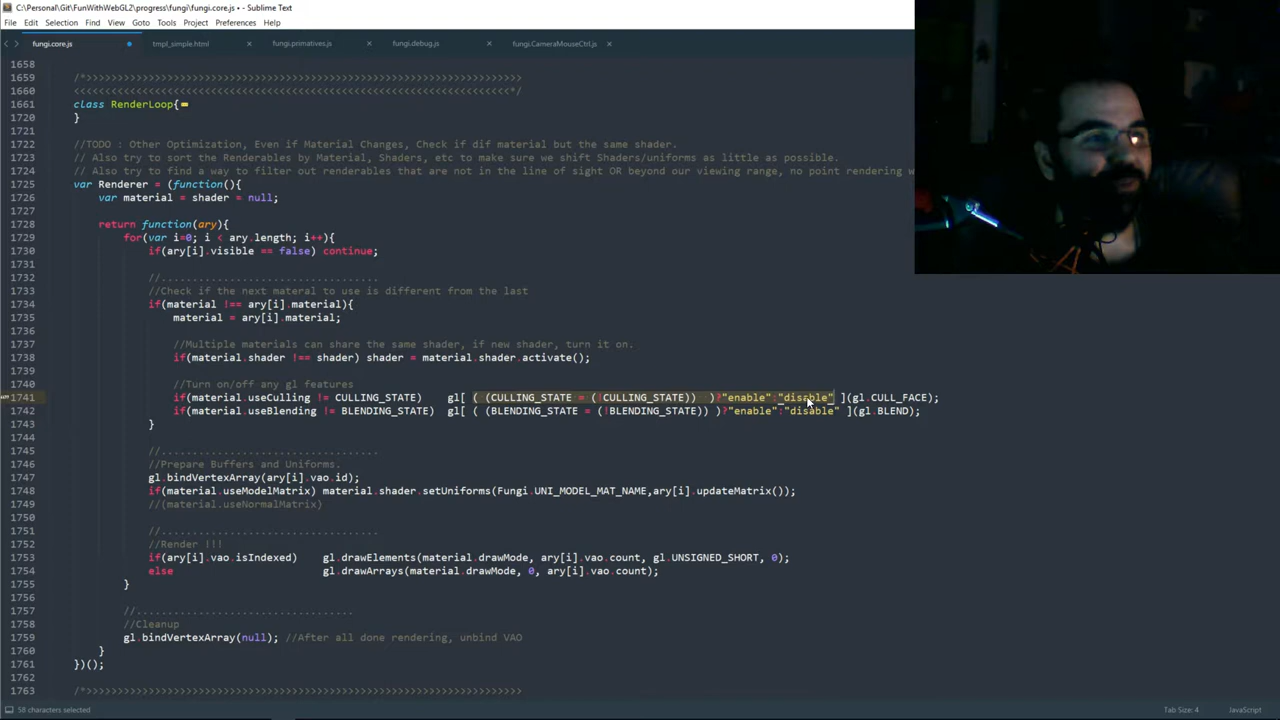 C:\Personal\Git\FunWithWebGL2\progress\fungi\fungi.core.js • - Sublime Text
File Edit Selection Find View Goto Tools Project Preferences Help
fungi.core.js tmpl_simple.html × fungi.primatives.js × fungi.debug.js × fungi.CameraMouseCtrl.js ×
1658
1659 /*>>>>>>>>>>>>>>>>>>>>>>>>>>>>>>>>>>>>>>>>>>>>>>>>>>>>>>>>>>>>>>>>>>>>>>>>
1660 <<<<<<<<<<<<<<<<<<<<<<<<<<<<<<<<<<<<<<<<<<<<<<<<<<<<<<<<<<<<<<<<<<<<<<*/
1661 class RenderLoop{
1720 }
1721
1722 //TODO : Other Optimization, Even if Material Changes, Check if dif material but the same shader.
1723 // Also try to sort the Renderables by Material, Shaders, etc to make sure we shift Shaders/uniforms as little as possible.
1724 // Also try to find a way to filter out renderables that are not in the line of sight OR beyond our viewing range, no point rendering w
1725 var Renderer = (function(){
1726 var material = shader = null;
1727
1728 return function(ary){
1729 for(var i=0; i < ary.length; i++){
1730 if(ary[i].visible == false) continue;
1731
1732 //...................................
1733 //Check if the next materal to use is different from the last
1734 if(material !== ary[i].material){
1735 material = ary[i].material;
1736
1737 //Multiple materials can share the same shader, if new shader, turn it on.
1738 if(material.shader !== shader) shader = material.shader.activate();
1739
1740 //Turn on/off any gl features
1741 if(material.useCulling != CULLING_STATE) gl[ ( (CULLING_STATE = (!CULLING_STATE)) )?"enable":"disable" ](gl.CULL_FACE);
1742 if(material.useBlending != BLENDING_STATE) gl[ ( (BLENDING_STATE = (!BLENDING_STATE)) )?"enable":"disable" ](gl.BLEND);
1743 }
1744
1745 //...................................
1746 //Prepare Buffers and Uniforms.
1747 gl.bindVertexArray(ary[i].vao.id);
1748 if(material.useModelMatrix) material.shader.setUniforms(Fungi.UNI_MODEL_MAT_NAME,ary[i].updateMatrix());
1749 //(material.useNormalMatrix)
1750
1751 //...................................
1752 //Render !!!
1753 if(ary[i].vao.isIndexed) gl.drawElements(material.drawMode, ary[i].vao.count, gl.UNSIGNED_SHORT, 0);
1754 else gl.drawArrays(material.drawMode, 0, ary[i].vao.count);
1755 }
1756
1757 //...................................
1758 //Cleanup
1759 gl.bindVertexArray(null); //After all done rendering, unbind VAO
1760 }
1761 })();
1762
1763 /*>>>>>>>>>>>>>>>>>>>>>>>>>>>>>>>>>>>>>>>>>>>>>>>>>>>>>>>>>>>>>>>>>>>>>>>>
58 characters selected Tab Size: 4 JavaScript